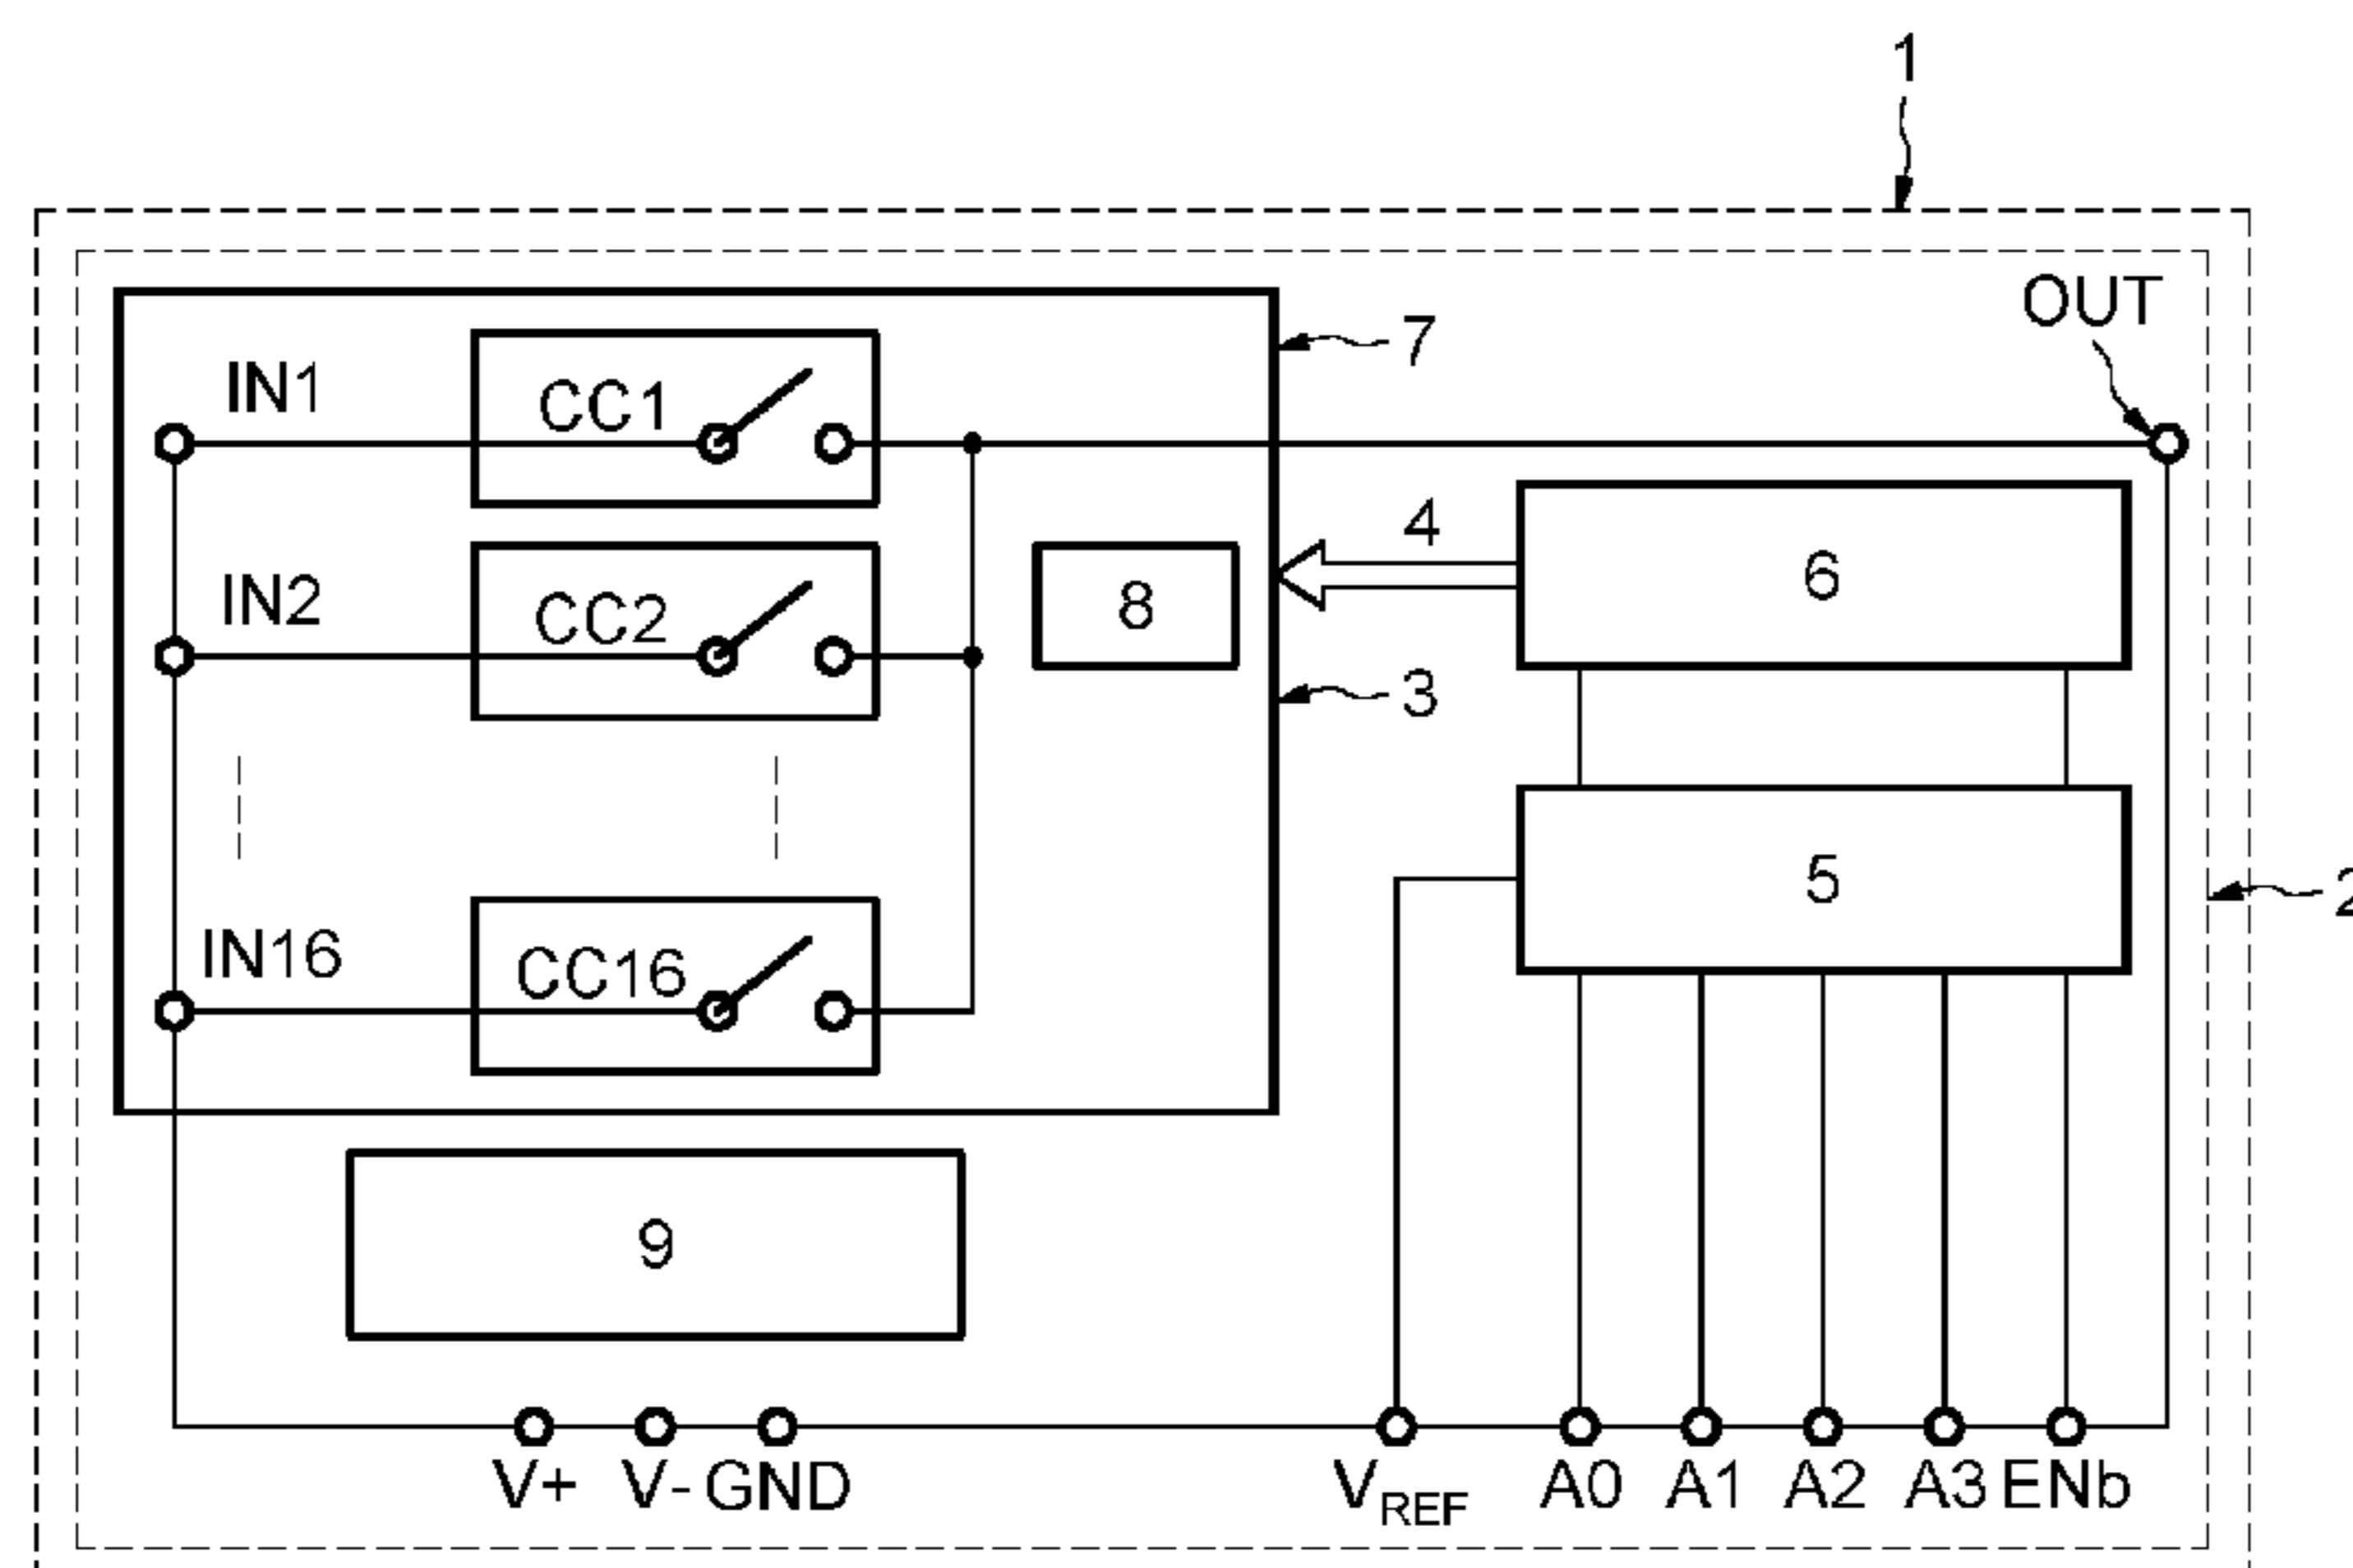 1
OUT
7
IN1
CC1
4
6
IN2
CC2
8
3
5
2
IN16
CC16
9
V+ V- GND VREF A0 A1 A2 A3 ENb